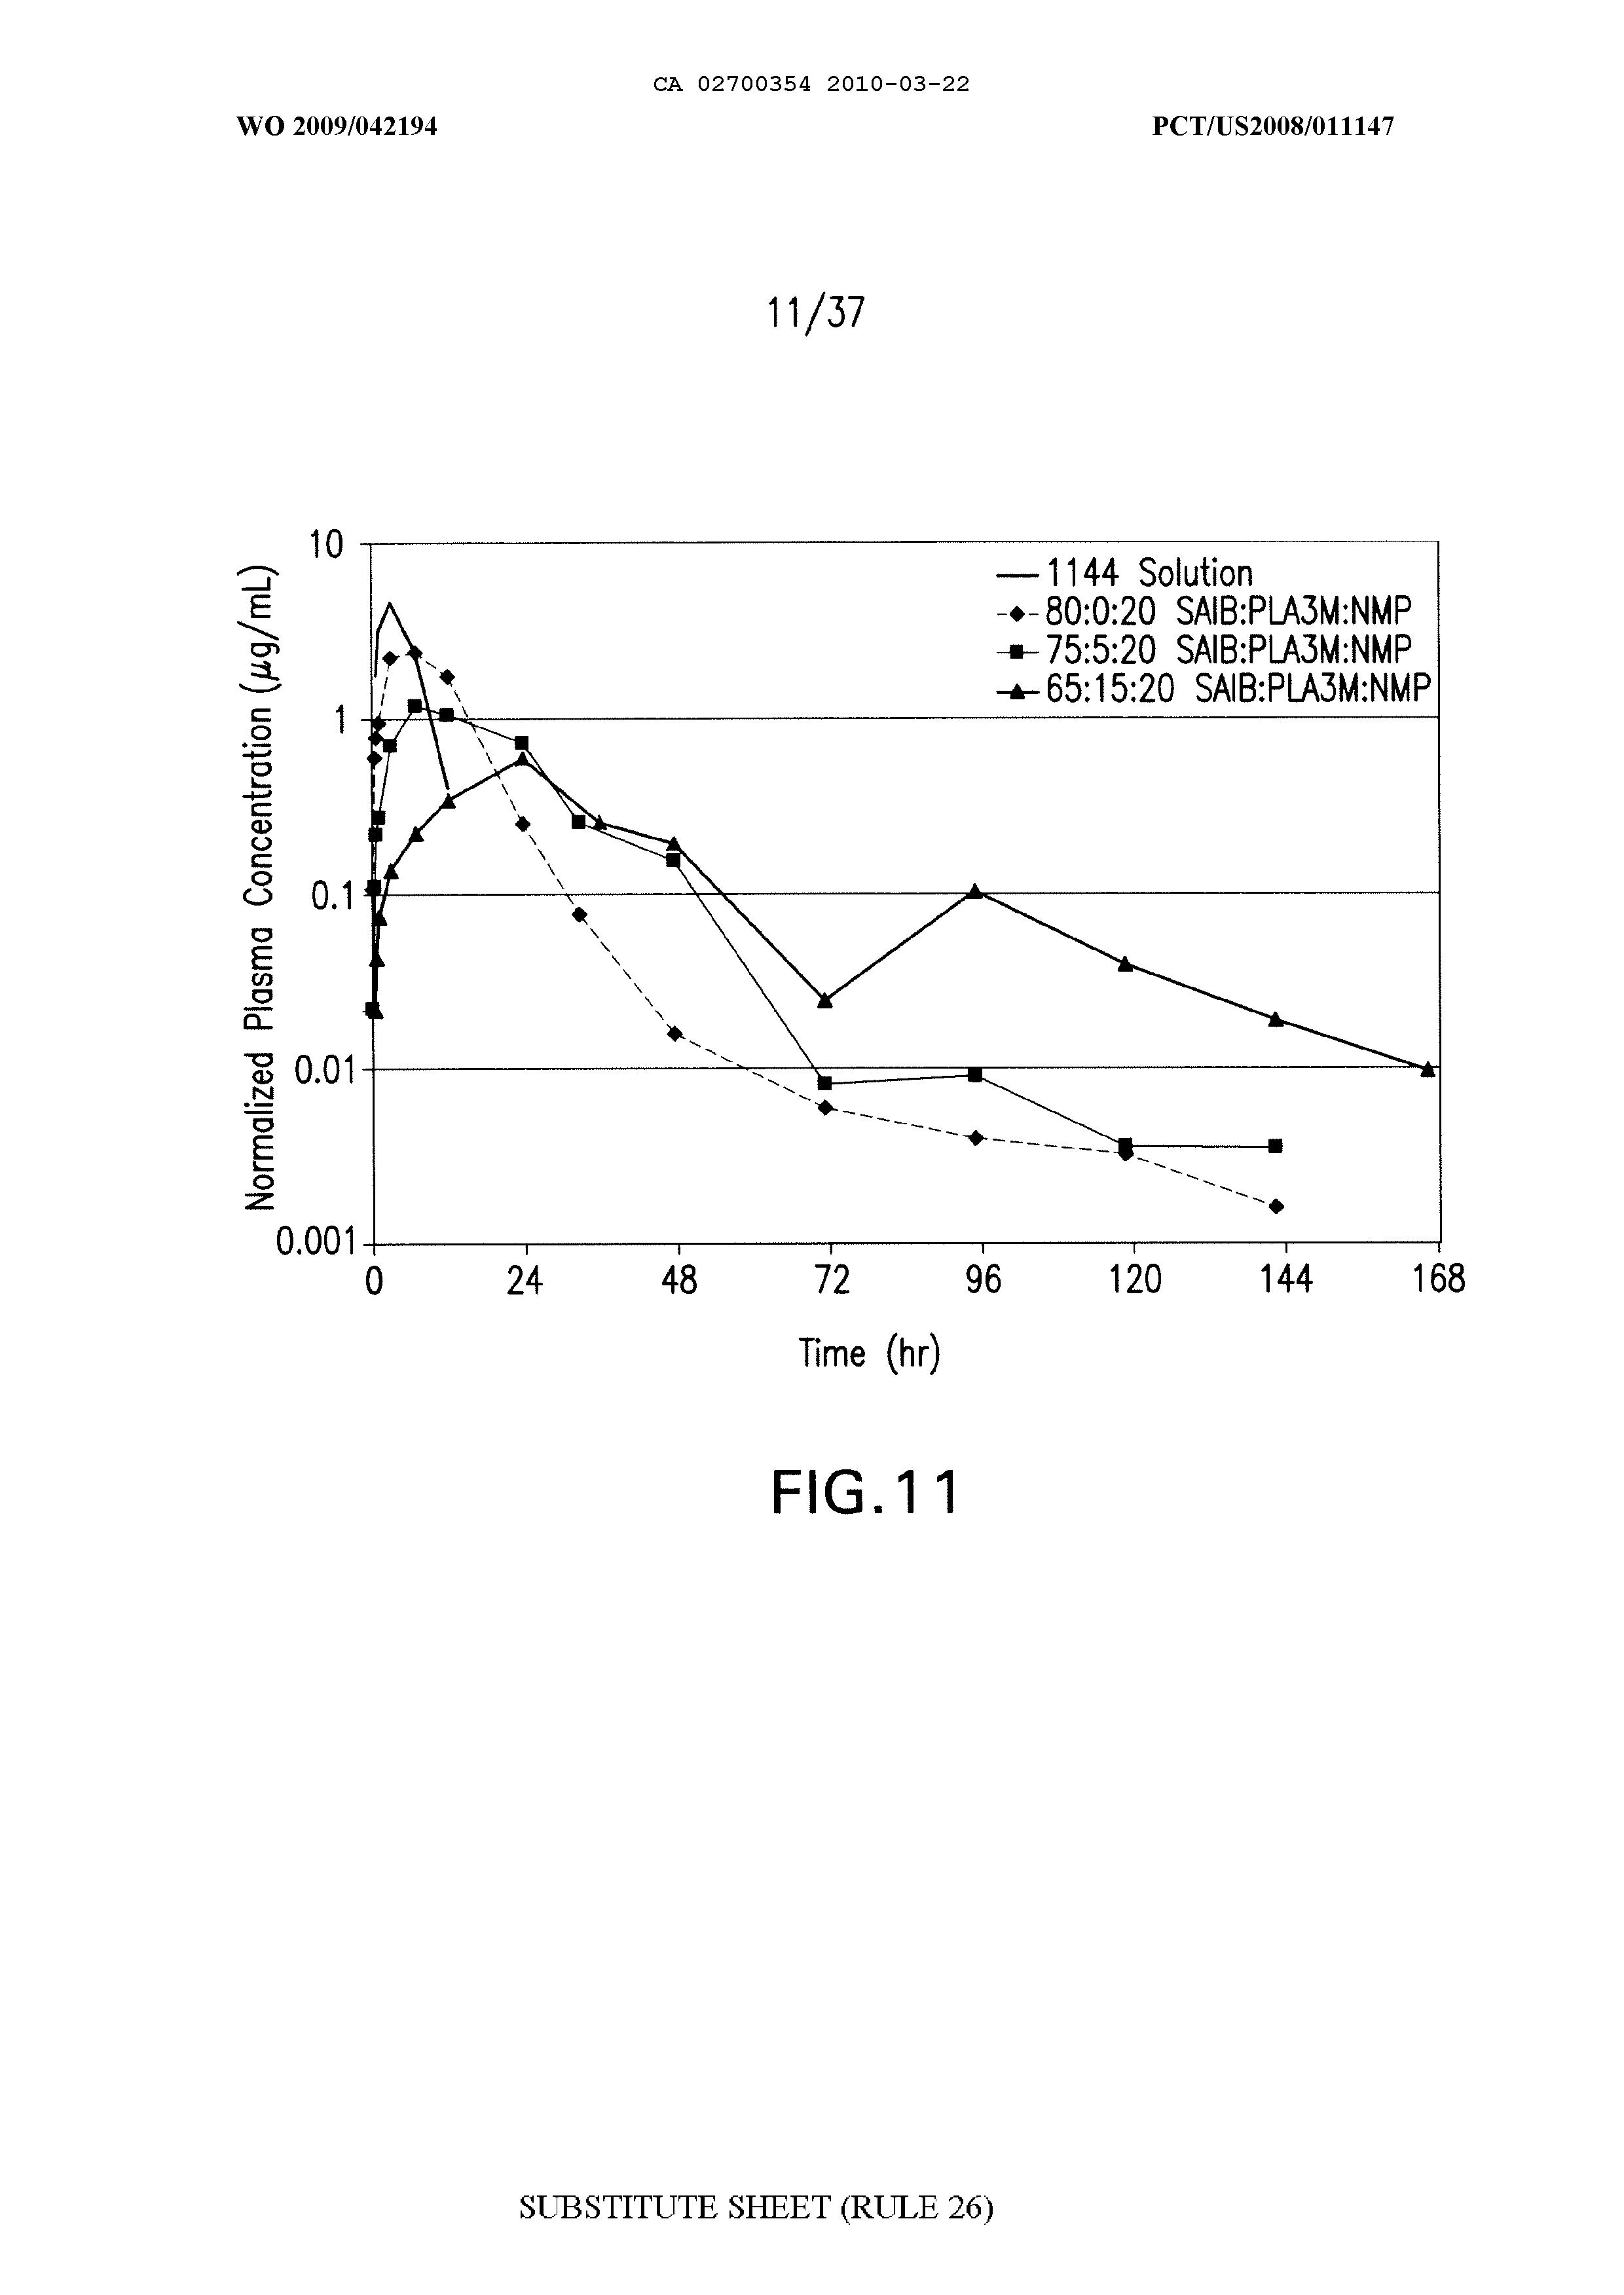 CA 02700354 2010-03-22
WO 2009/042194
PCT/US2008/011147
11/37
Normalized Plasma Concentration (µg/mL)
10
1
0.1
0.01
0.001
1144 Solution
80:0:20 SAIB:PLA3M:NMP
75:5:20 SAIB:PLA3M:NMP
65:15:20 SAIB:PLA3M:NMP
0 24 48 72 96 120 144 168
Time (hr)
FIG.11
SUBSTITUTE SHEET (RULE 26)